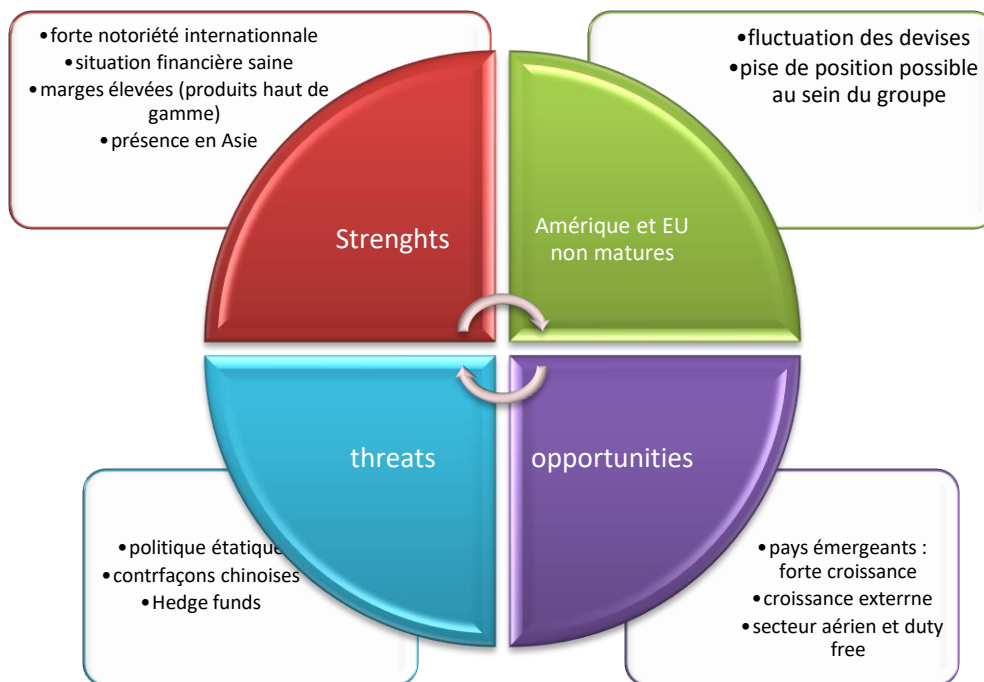 •forte notoriété internationnale
•situation financière saine
•marges élevées (produits haut de
gamme)
•présence en Asie
•fluctuation des devises
•pise de position possible
au sein du groupe
Strenghts
Amérique et EU
non matures
threats
opportunities
•politique étatique
•contrfaçons chinoises
•Hedge funds
•pays émergeants :
forte croissance
•croissance exterrne
•secteur aérien et duty
free